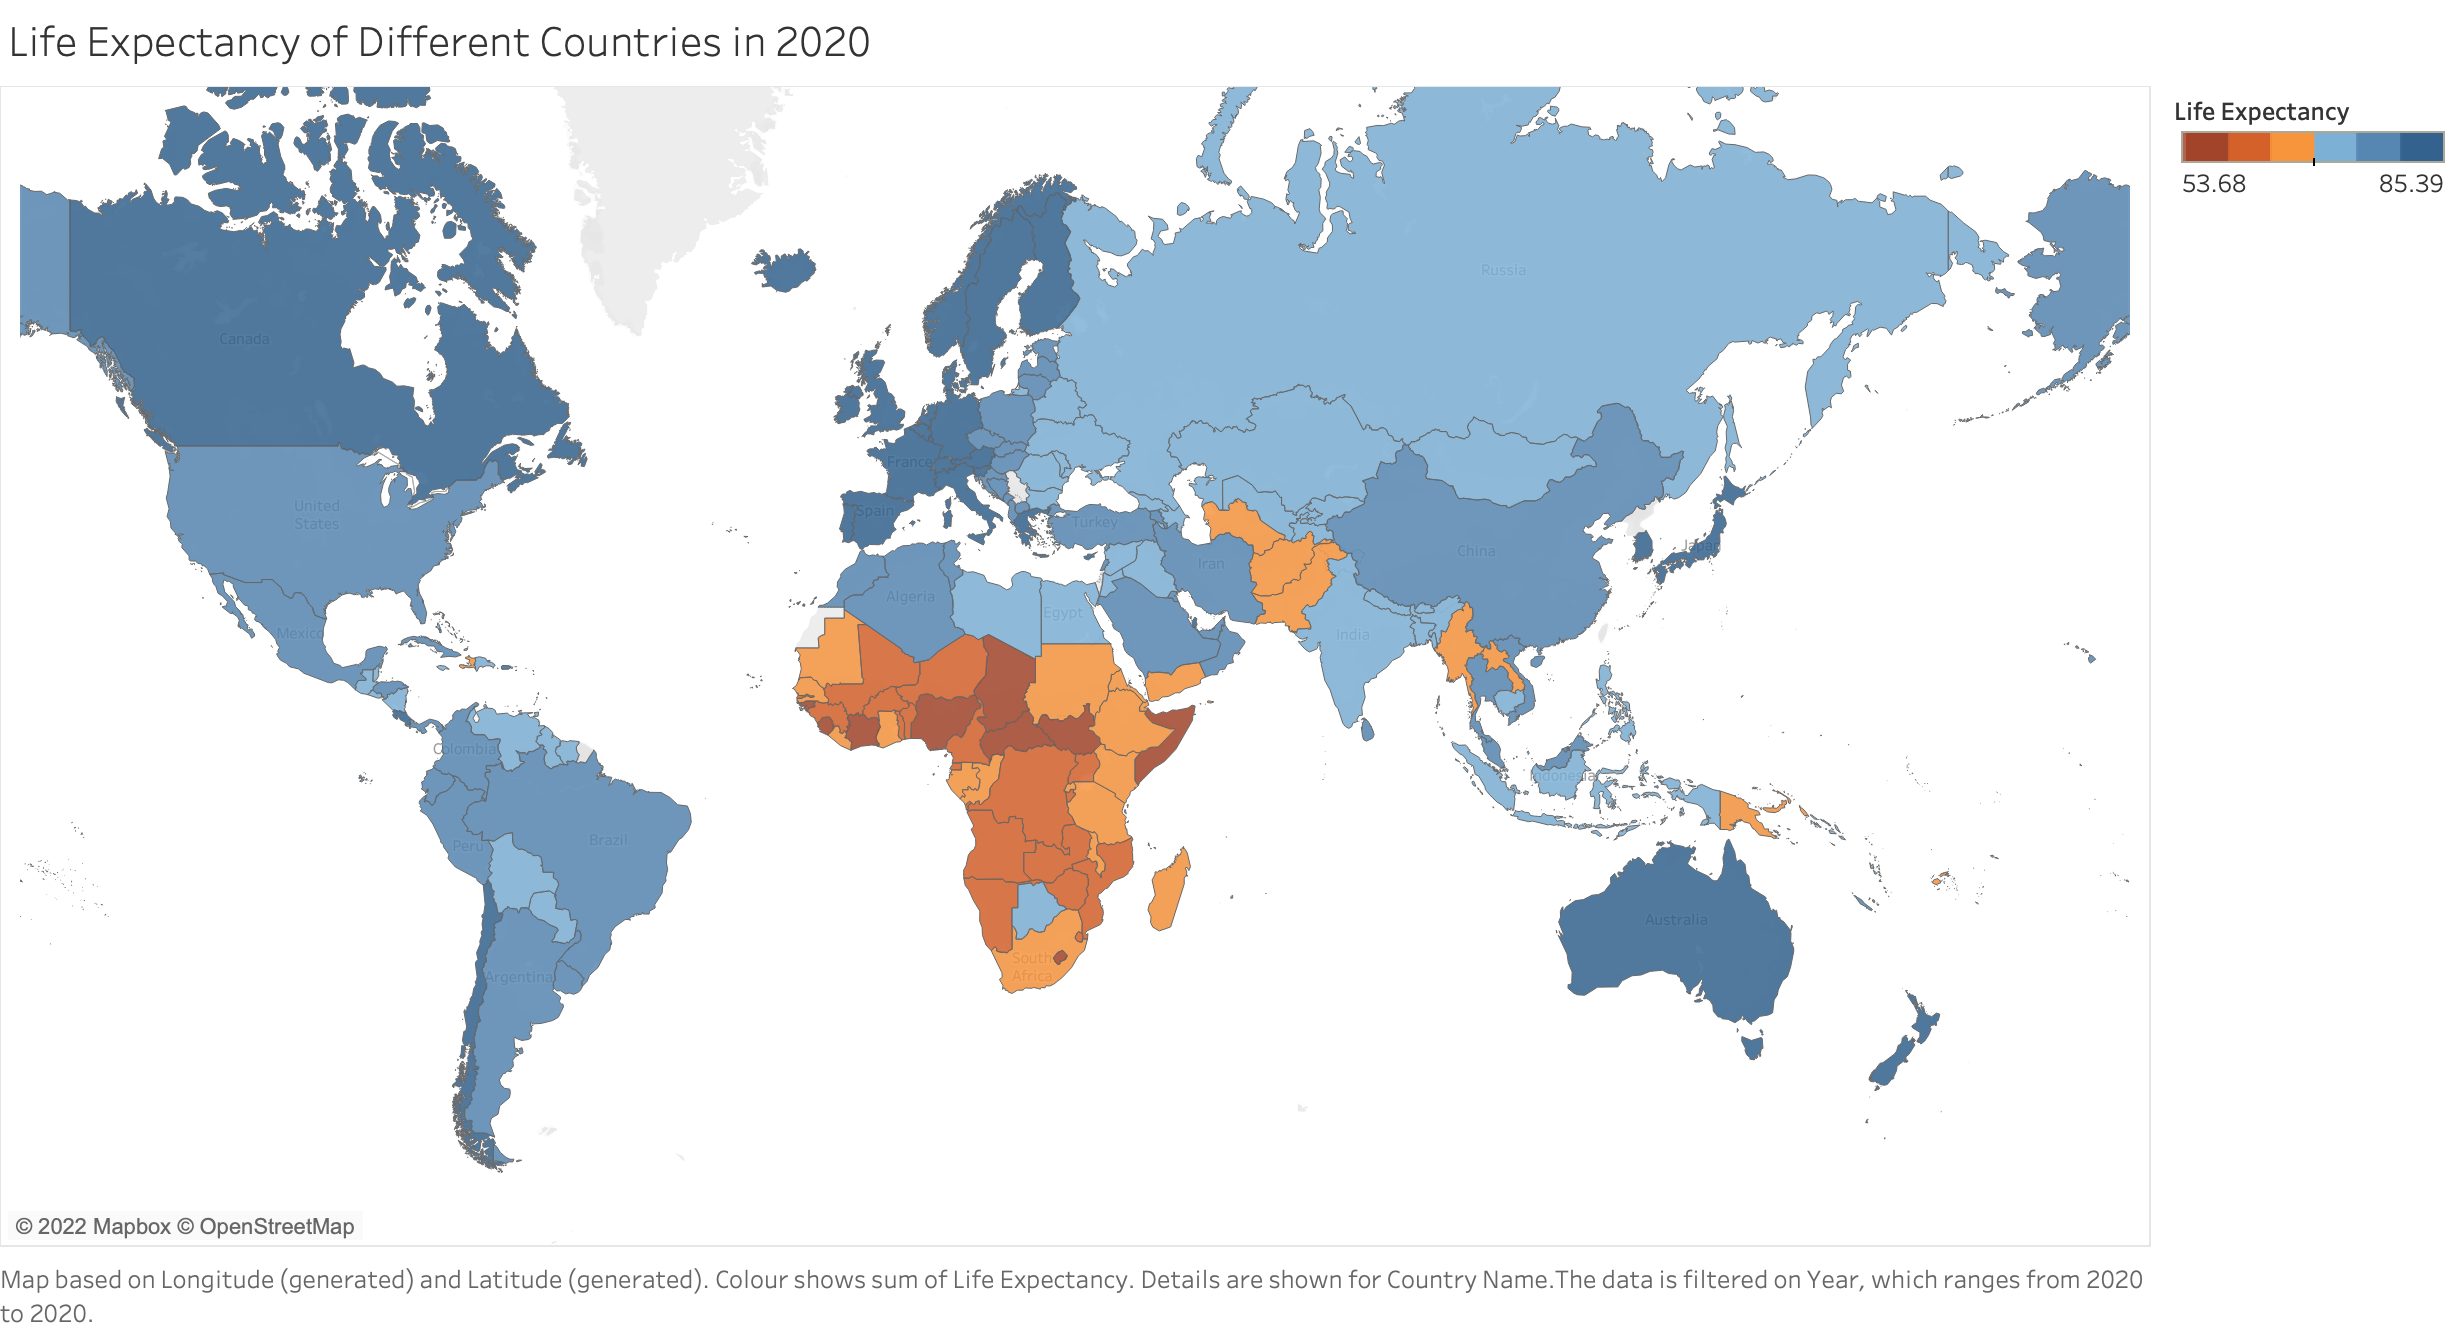 Life Expectancy of Different Countries in 2020
Life Expectancy
53.68 85.39
Russia
Canada
France
United
States
Spain
Turkey
Japan
China
Iran
Algeria
Egypt
Mexico
India
Colombia
Indonesia
Brazil
Peru
Australia
South
Africa
Argentina
© 2022 Mapbox © OpenStreetMap
Map based on Longitude (generated) and Latitude (generated). Colour shows sum of Life Expectancy. Details are shown for Country Name.The data is filtered on Year, which ranges from 2020
to 2020.